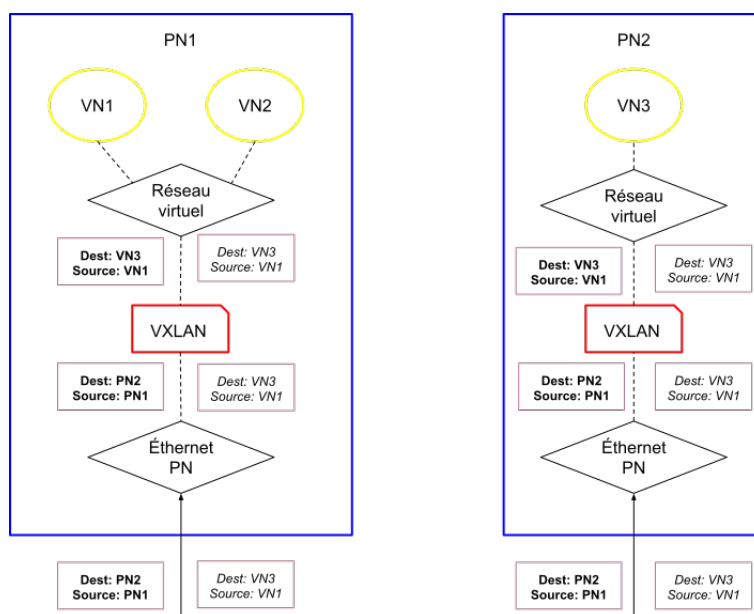 PN1
VN1
VN2
Réseau
virtuel
Dest: VN3
Source: VN1
Dest: VN3
Source: VN1
VXLAN
Dest: PN2
Source: PN1
Dest: VN3
Source: VN1
Éthernet
PN
Dest: PN2
Source: PN1
Dest: VN3
Source: VN1
PN2
VN3
Réseau
virtuel
Dest: VN3
Source: VN1
Dest: VN3
Source: VN1
VXLAN
Dest: PN2
Source: PN1
Dest: VN3
Source: VN1
Éthernet
PN
Dest: PN2
Source: PN1
Dest: VN3
Source: VN1